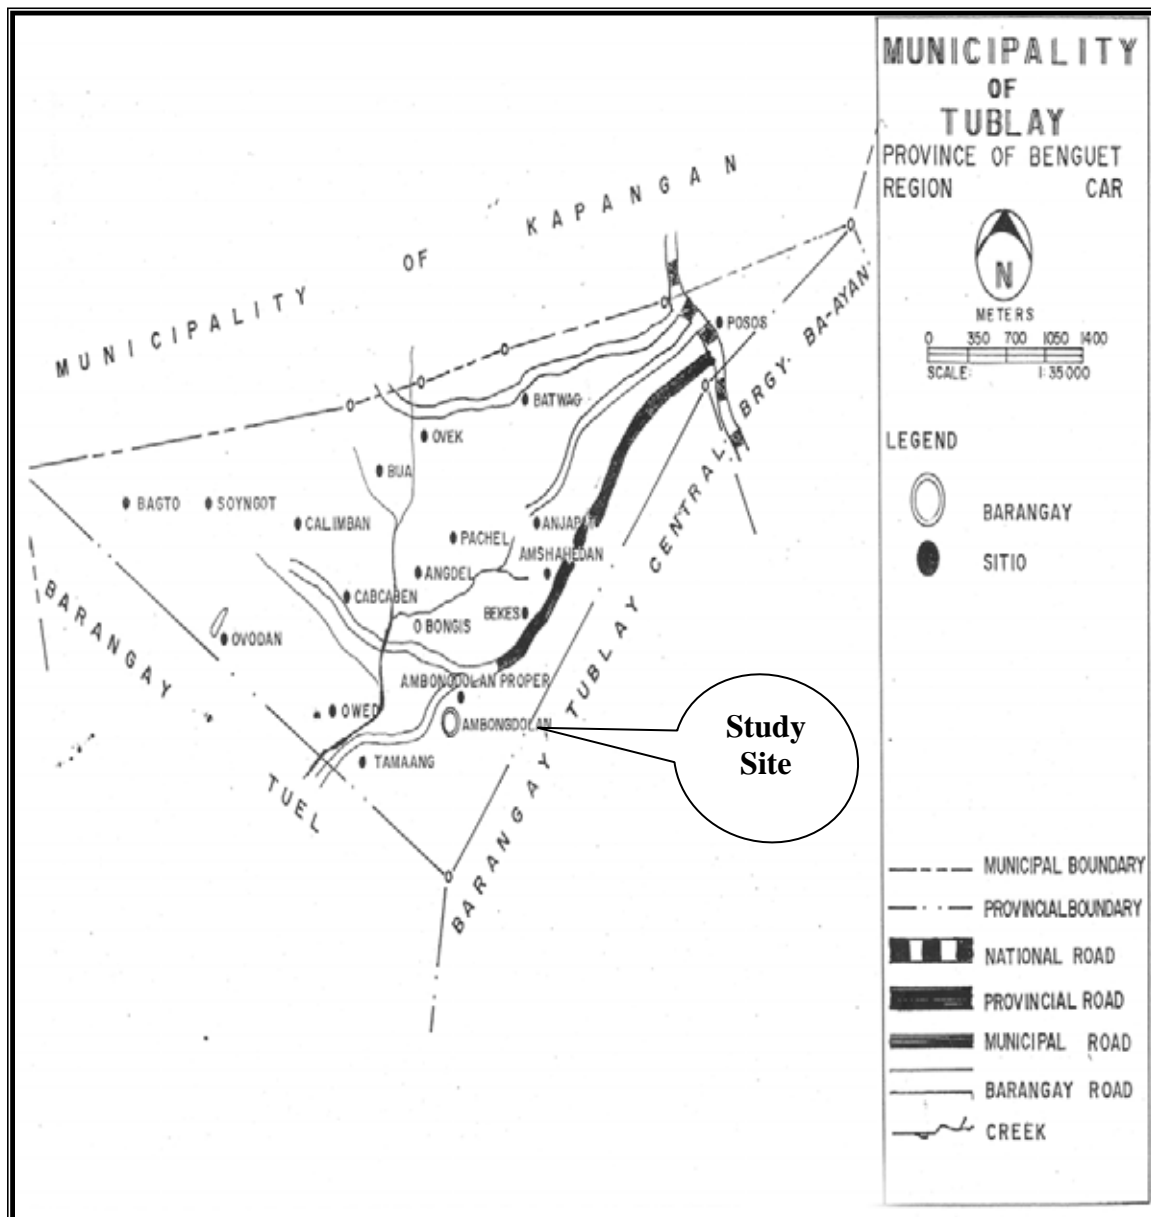 MUNICIPALITY
OF
TUBLAY
PROVINCE OF BENGUET
REGION CAR
N
METERS
0 350 700 1050 1400
SCALE: 1:35000
LEGEND
BARANGAY
SITIO
MUNICIPAL BOUNDARY
PROVINCIAL BOUNDARY
NATIONAL ROAD
PROVINCIAL ROAD
MUNICIPAL ROAD
BARANGAY ROAD
CREEK
MUNICIPALITY OF KAPANGAN
POSOS
BATWAG
OVEK
BUA
BAGTO
SOYNGOT
CALIMBAN
PACHEL
ANJAPIT
AMSHAHEDAN
ANGDEL
CABCABEN
BEKES
BONGIS
OVODAN
AMBONGDOLAN PROPER
OWED
AMBONGDOLAN
TAMAANG
BARANGAY TUEL
BARANGAY TUBLAY CENTRAL
BRGY. BA-AYAN
Study
Site